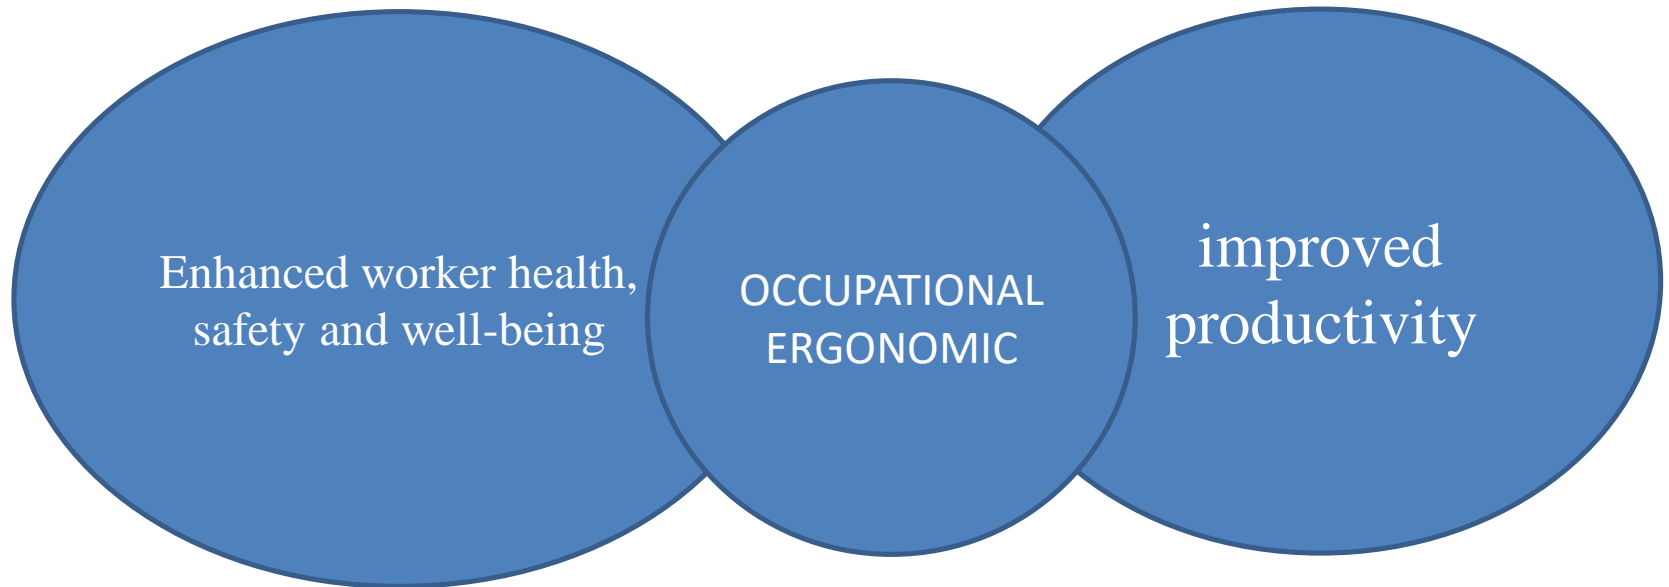 Enhanced worker health,
safety and well-being
OCCUPATIONAL
ERGONOMIC
improved
productivity